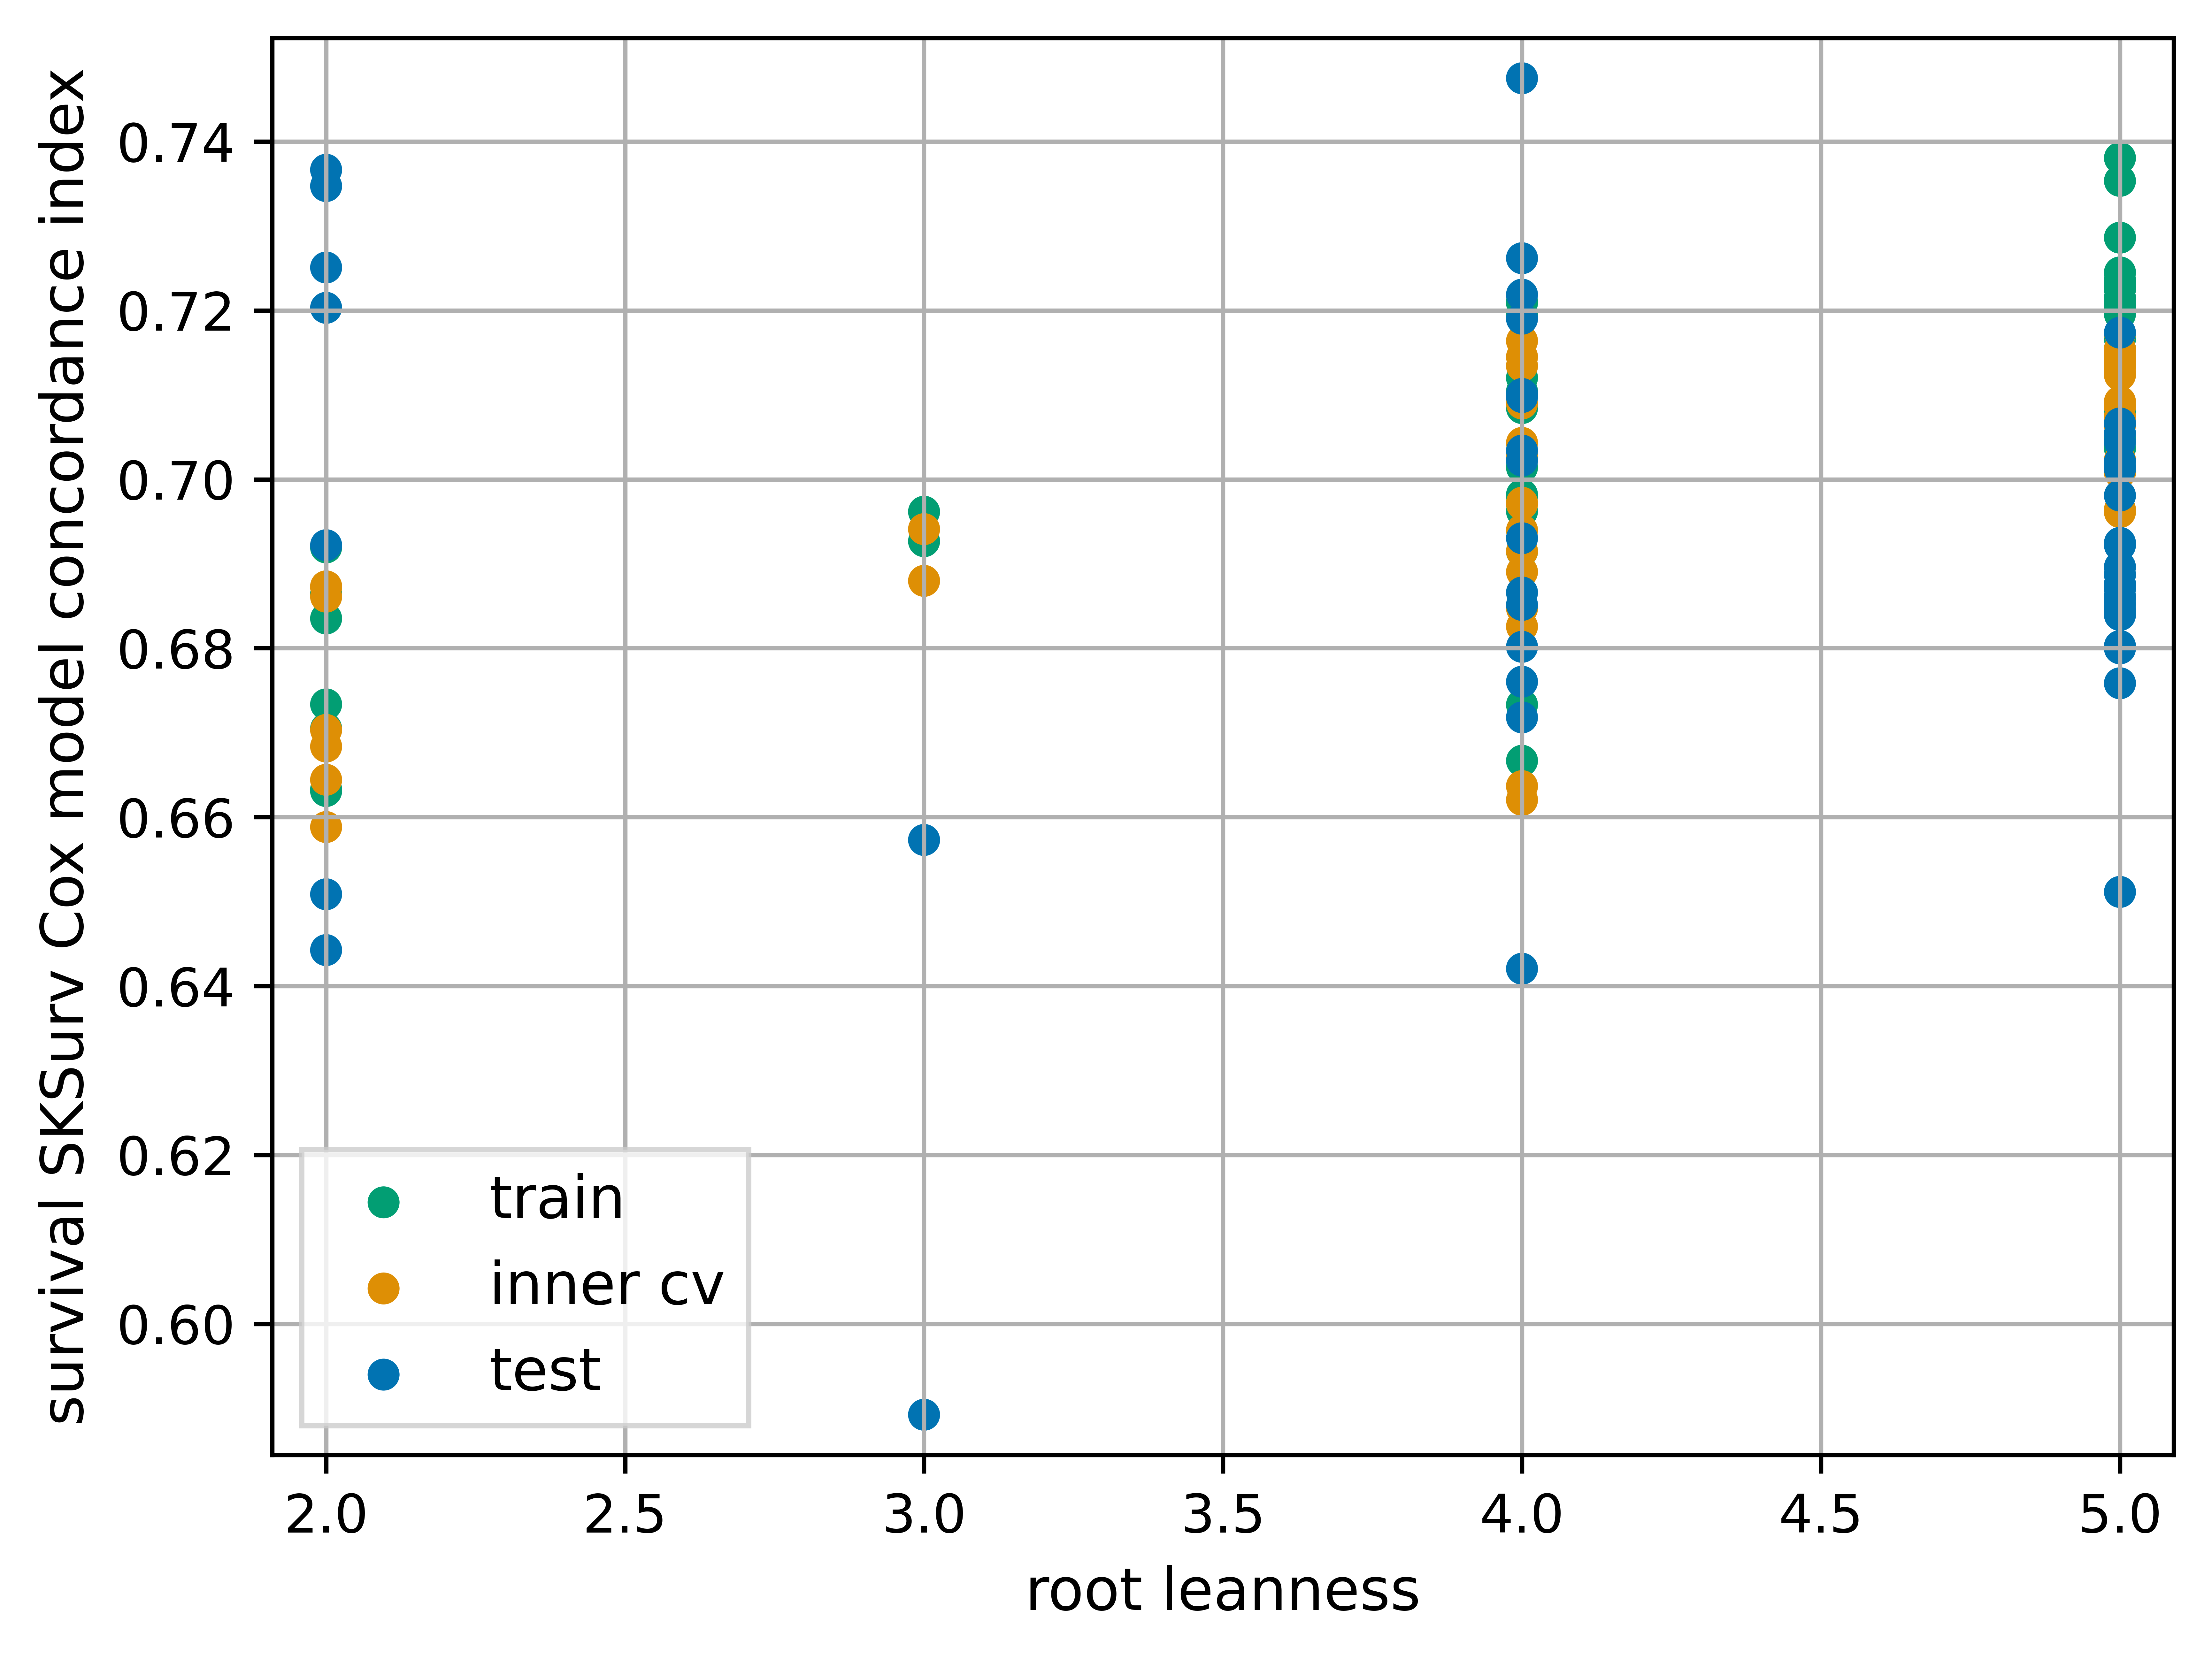 survival SKSurv Cox model concordance index
0.74
0.72
0.70
0.68
0.66
0.64
0.62
0.60
train
inner cv
test
2.0 2.5 3.0 3.5 4.0 4.5 5.0
root leanness